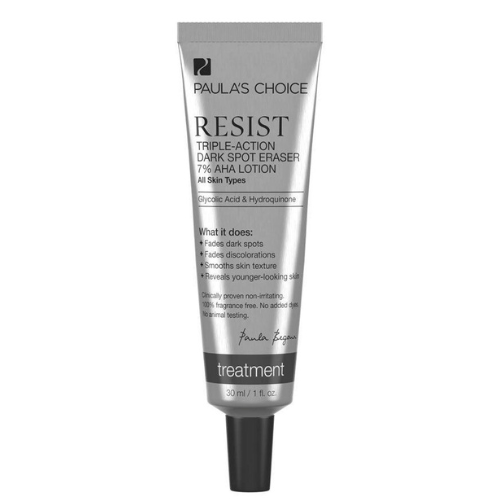 PAULA'S CHOICE
RESIST
TRIPLE-ACTION
DARK SPOT ERASER
7% AHA LOTION
All Skin Types
Glycolic Acid & Hydroquinone
What it does:
+ Fades dark spots
+ Fades discolorations
+ Smooths skin texture
+ Reveals younger-looking skin
Clinically proven non-irritating.
100% fragrance free. No added dyes.
No animal testing.
Paula Begoun
treatment
30 ml / 1 fl. oz.